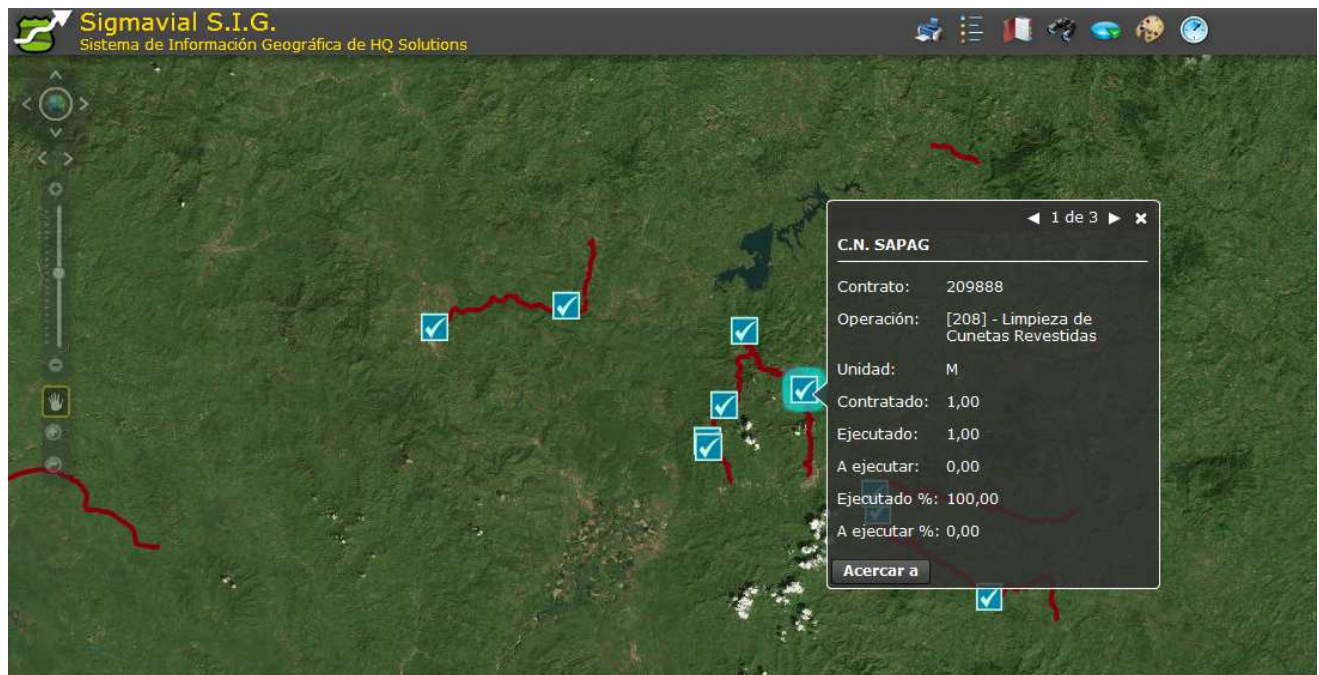 Sigmavial S.I.G.
Sistema de Información Geográfica de HQ Solutions
1 de 3
C.N. SAPAG
Contrato: 209888
Operación: [208] - Limpieza de
Cunetas Revestidas
Unidad: M
Contratado: 1,00
Ejecutado: 1,00
A ejecutar: 0,00
Ejecutado %: 100,00
A ejecutar %: 0,00
Acercar a